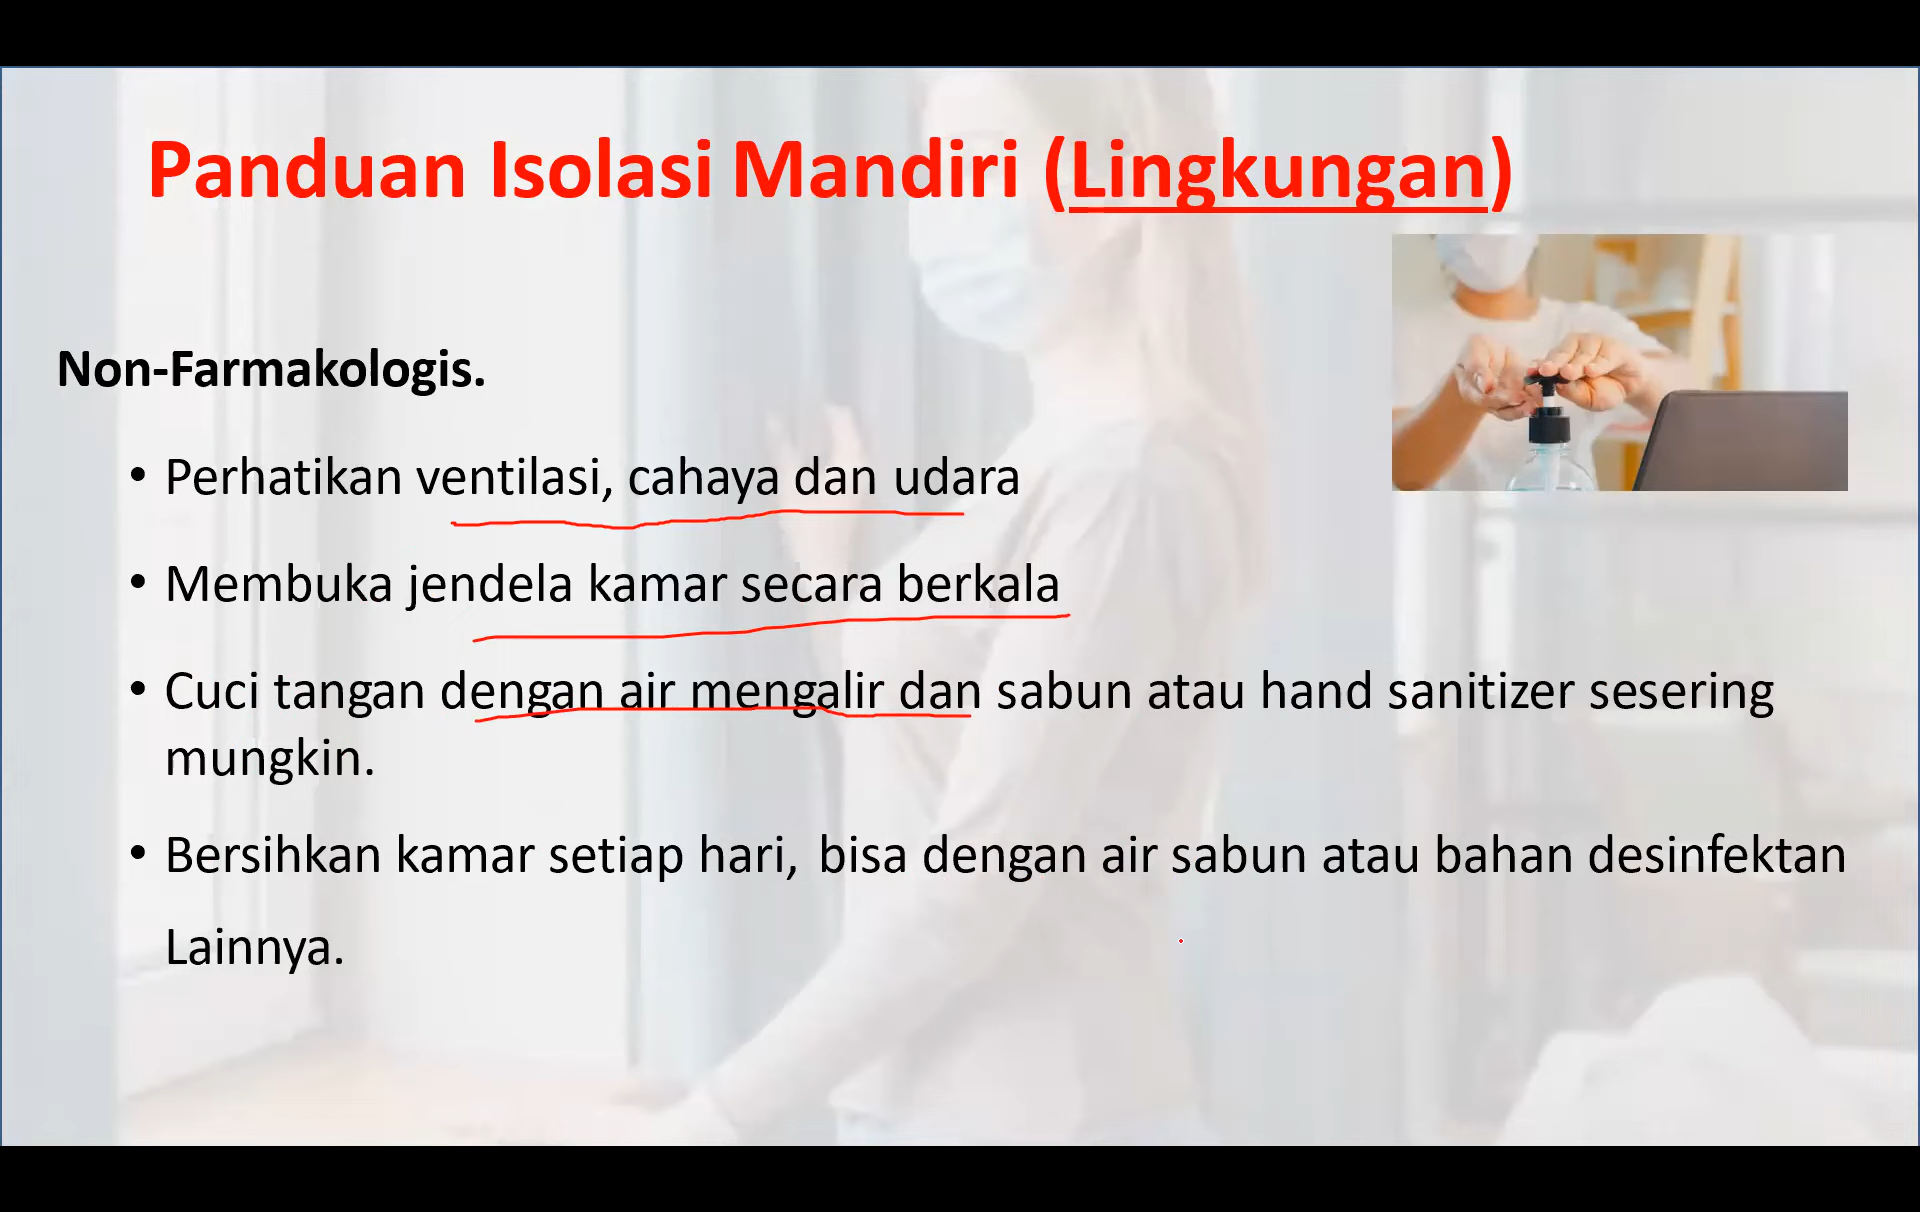 Panduan Isolasi Mandiri (Lingkungan)
Non-Farmakologis.
• Perhatikan ventilasi, cahaya dan udara
• Membuka jendela kamar secara berkala
• Cuci tangan dengan air mengalir dan sabun atau hand sanitizer sesering
mungkin.
• Bersihkan kamar setiap hari, bisa dengan air sabun atau bahan desinfektan
Lainnya.